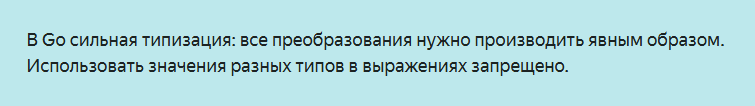 В Go сильная типизация: все преобразования нужно производить явным образом.
Использовать значения разных типов в выражениях запрещено.